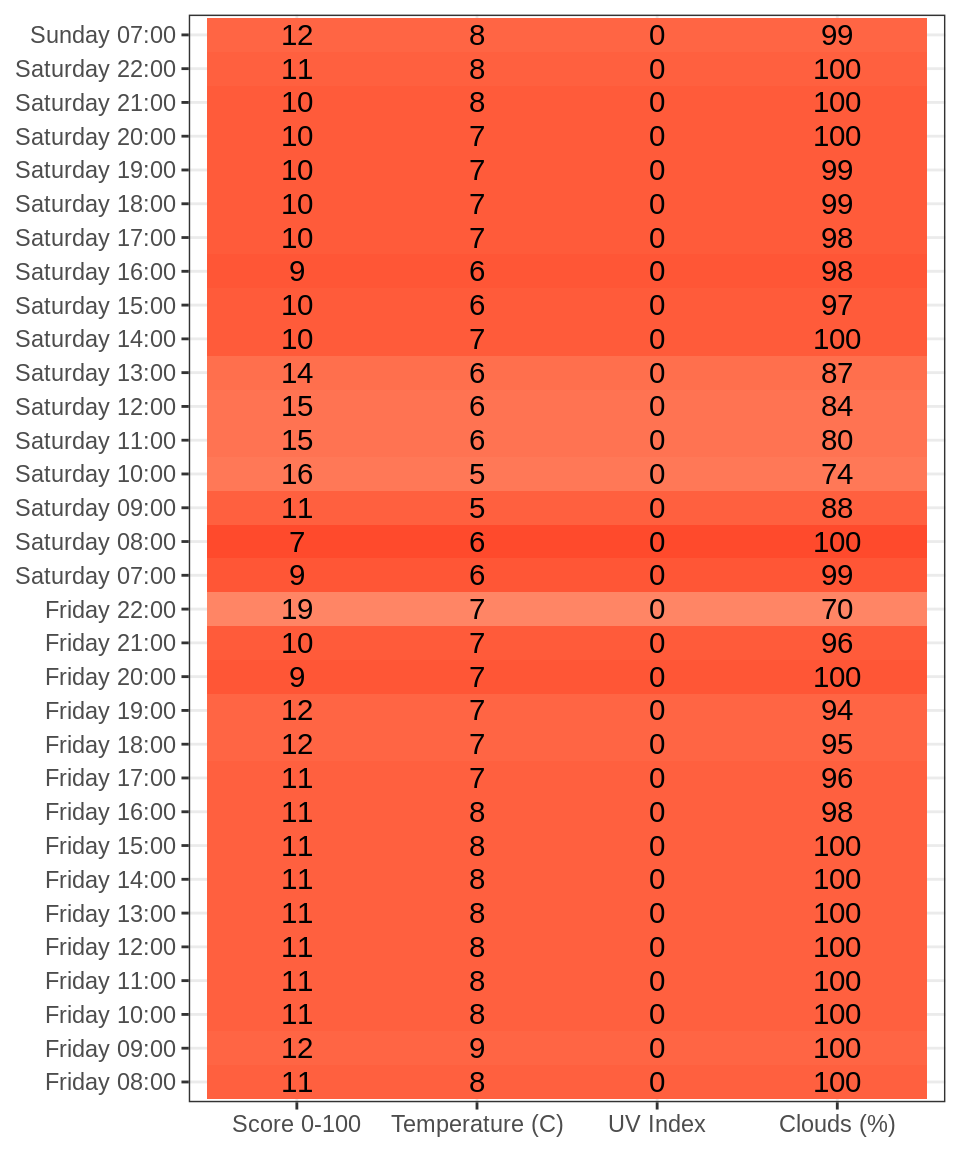 Sunday 07:00 12 8 0 99
Saturday 22:00 11 8 0 100
Saturday 21:00 10 8 0 100
Saturday 20:00 10 7 0 100
Saturday 19:00 10 7 0 99
Saturday 18:00 10 7 0 99
Saturday 17:00 10 7 0 98
Saturday 16:00 9 6 0 98
Saturday 15:00 10 6 0 97
Saturday 14:00 10 7 0 100
Saturday 13:00 14 6 0 87
Saturday 12:00 15 6 0 84
Saturday 11:00 15 6 0 80
Saturday 10:00 16 5 0 74
Saturday 09:00 11 5 0 88
Saturday 08:00 7 6 0 100
Saturday 07:00 9 6 0 99
Friday 22:00 19 7 0 70
Friday 21:00 10 7 0 96
Friday 20:00 9 7 0 100
Friday 19:00 12 7 0 94
Friday 18:00 12 7 0 95
Friday 17:00 11 7 0 96
Friday 16:00 11 8 0 98
Friday 15:00 11 8 0 100
Friday 14:00 11 8 0 100
Friday 13:00 11 8 0 100
Friday 12:00 11 8 0 100
Friday 11:00 11 8 0 100
Friday 10:00 11 8 0 100
Friday 09:00 12 9 0 100
Friday 08:00 11 8 0 100
Score 0-100 Temperature (C) UV Index Clouds (%)